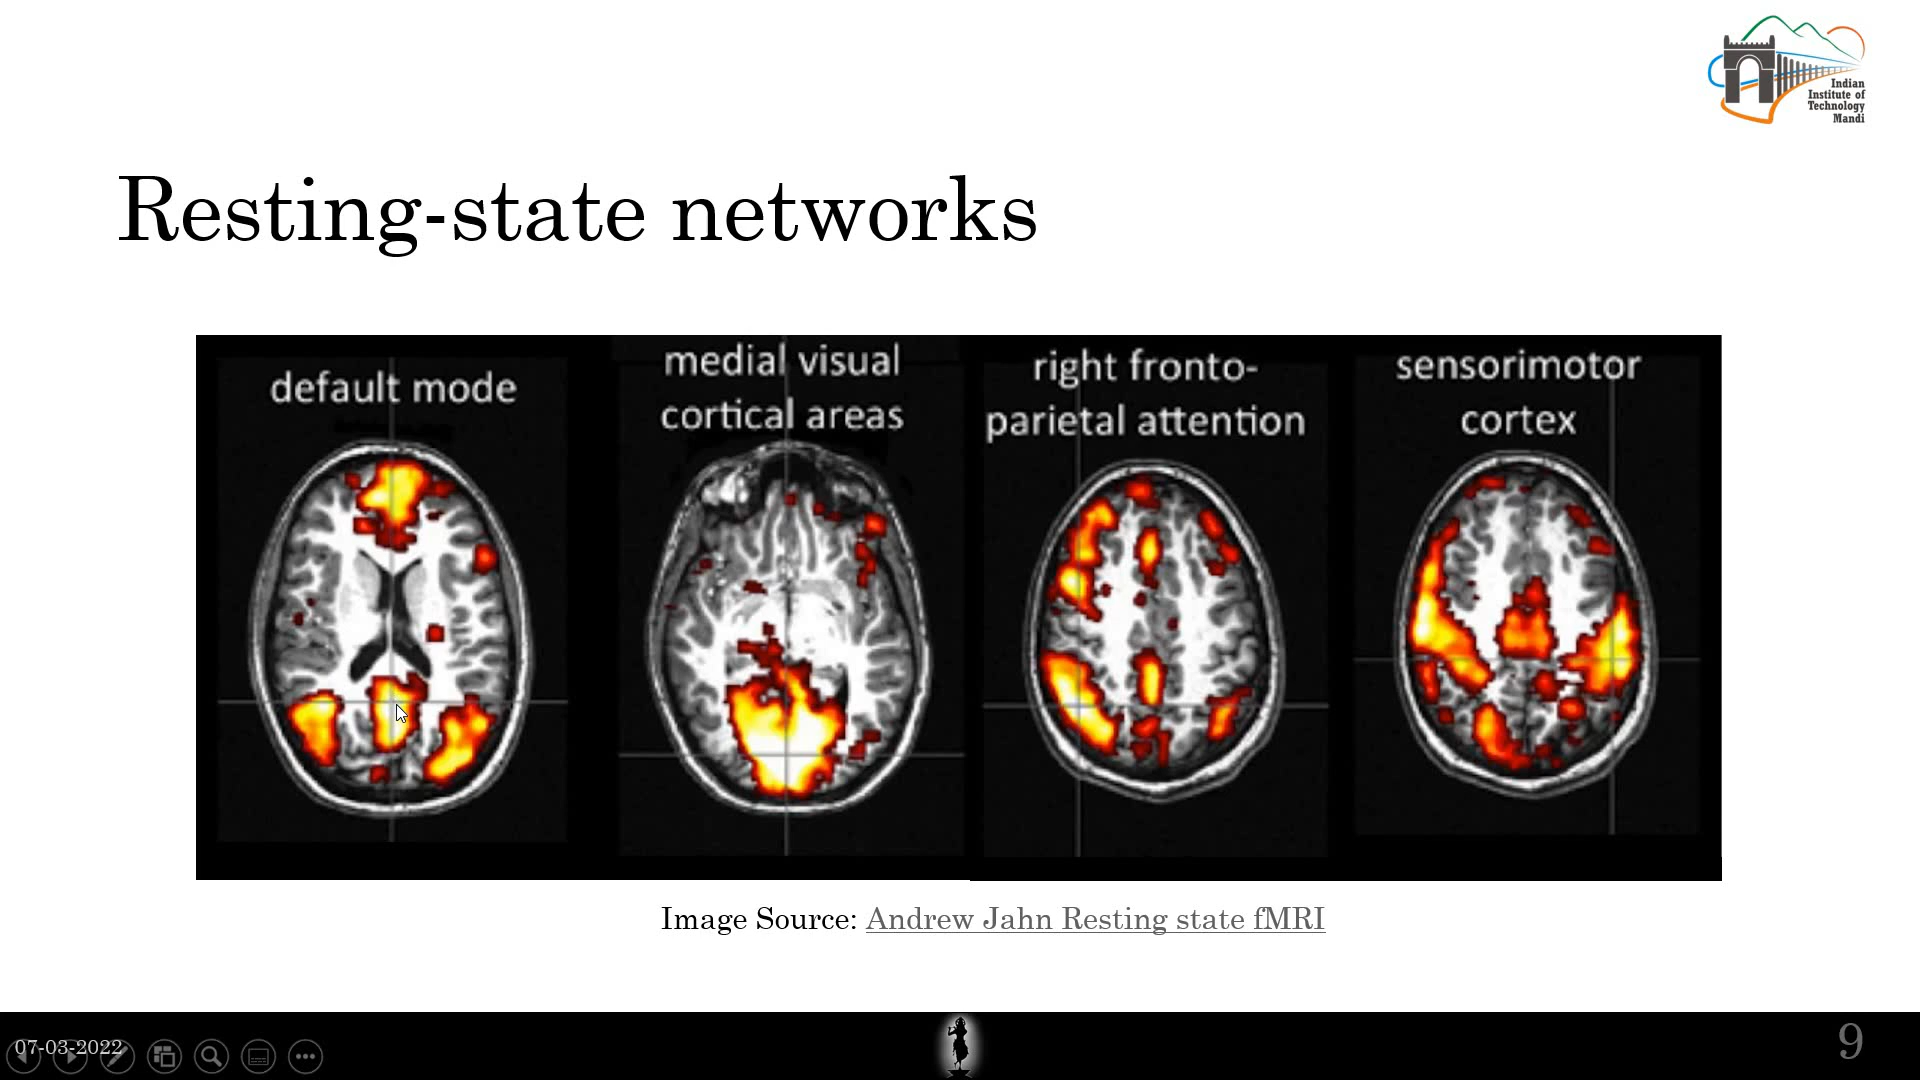 Indian
Institute of
Technology
Mandi
Resting-state networks
default mode
medial visual
cortical areas
right fronto-
parietal attention
sensorimotor
cortex
Image Source: Andrew Jahn Resting state fMRI
07-03-2022
9